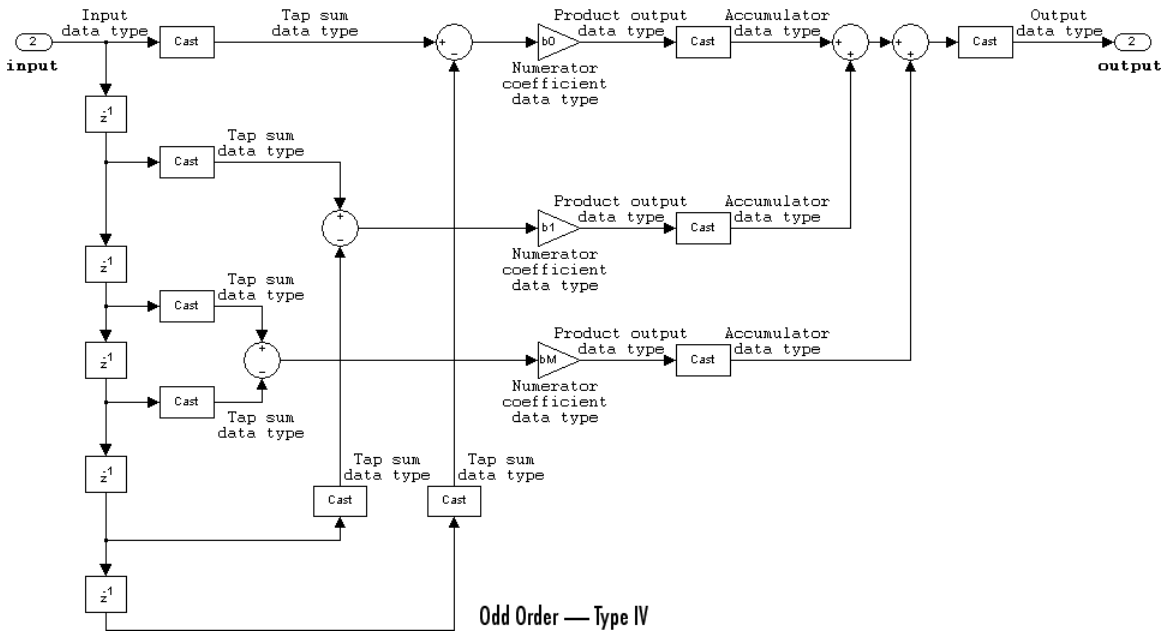 Input
data type
Tap sum
data type
Product output
data type
Accumulator
data type
Output
data type
2
input
Cast
+
−
b0
Cast
+
+
+
+
Cast
2
output
Numerator
coefficient
data type
z-1
Tap sum
data type
Cast
Product output
data type
Accumulator
data type
+
−
b1
Cast
Numerator
coefficient
data type
z-1
Tap sum
data type
Cast
Product output
data type
Accumulator
data type
z-1
+
−
bM
Cast
Numerator
coefficient
data type
Cast
Tap sum
data type
z-1
Tap sum
data type
Tap sum
data type
Cast
Cast
z-1
Odd Order — Type IV